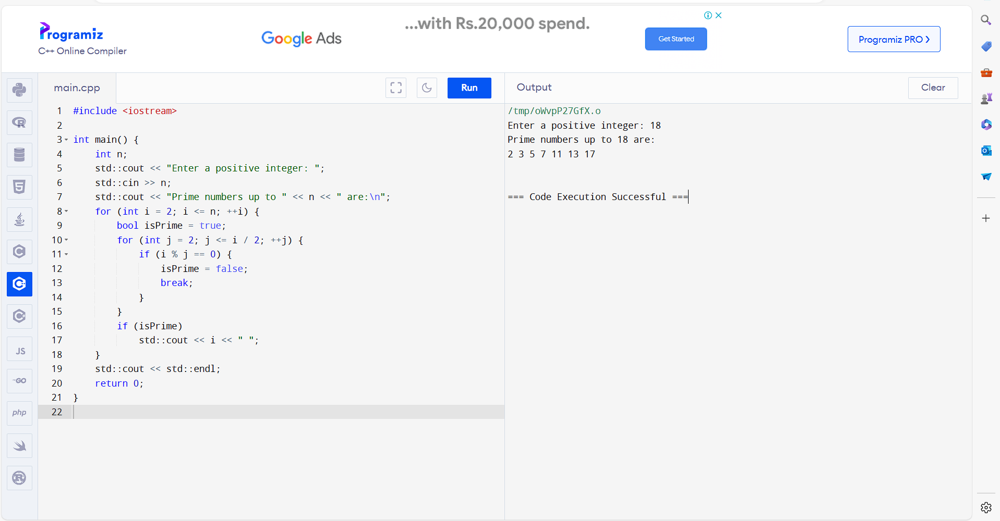 Programiz
C++ Online Compiler
Google Ads
...with Rs.20,000 spend.
Get Started
Programiz PRO
main.cpp
Run
Output
Clear
1 #include <iostream>
2
3 int main() {
4     int n;
5     std::cout << "Enter a positive integer: ";
6     std::cin >> n;
7     std::cout << "Prime numbers up to " << n << " are:\n";
8     for (int i = 2; i <= n; ++i) {
9         bool isPrime = true;
10         for (int j = 2; j <= i / 2; ++j) {
11             if (i % j == 0) {
12                 isPrime = false;
13                 break;
14             }
15         }
16         if (isPrime)
17             std::cout << i << " ";
18     }
19     std::cout << std::endl;
20     return 0;
21 }
22
/tmp/oWvpP27GfX.o
Enter a positive integer: 18
Prime numbers up to 18 are:
2 3 5 7 11 13 17
=== Code Execution Successful ===
R
5
C
C++
C#
JS
GO
php
R